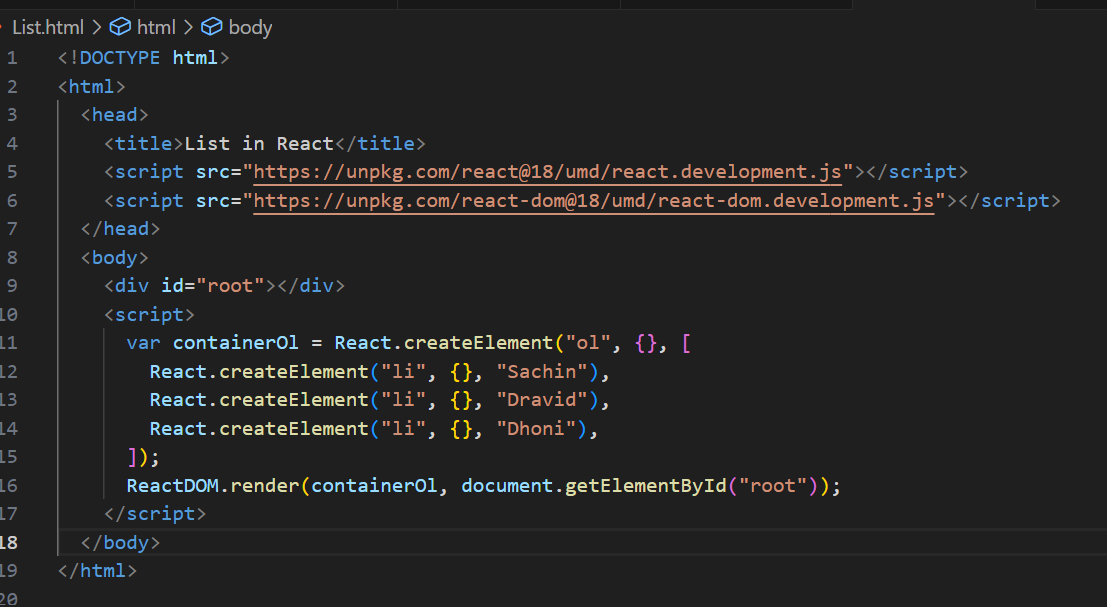 List.html > html > body
1 <!DOCTYPE html>
2 <html>
3 <head>
4 <title>List in React</title>
5 <script src="https://unpkg.com/react@18/umd/react.development.js"></script>
6 <script src="https://unpkg.com/react-dom@18/umd/react-dom.development.js"></script>
7 </head>
8 <body>
9 <div id="root"></div>
10 <script>
11 var containerOl = React.createElement("ol", {}, [
12 React.createElement("li", {}, "Sachin"),
13 React.createElement("li", {}, "Dravid"),
14 React.createElement("li", {}, "Dhoni"),
15 ]);
16 ReactDOM.render(containerOl, document.getElementById("root"));
17 </script>
18 </body>
19 </html>
20